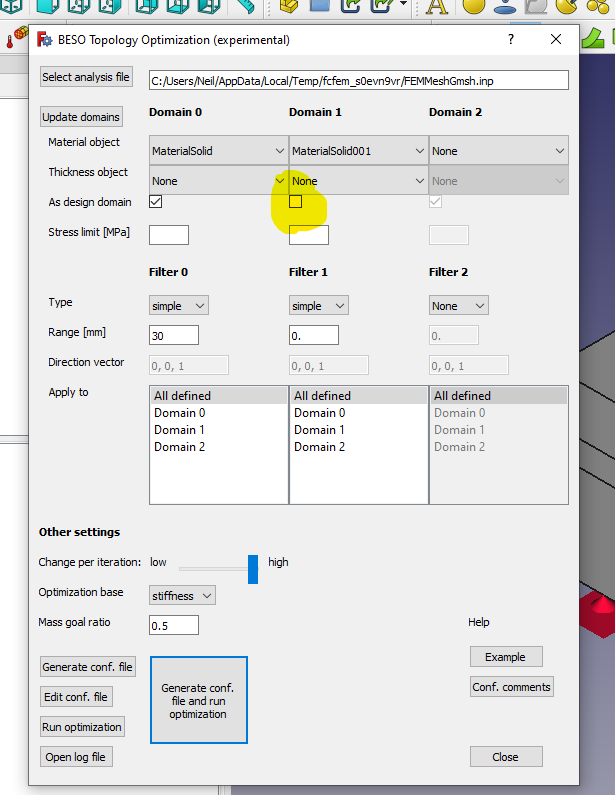 BESO Topology Optimization (experimental)
?
Select analysis file
C:/Users/Neil/AppData/Local/Temp/fcfem_s0evn9vr/FEMMeshGmsh.inp
Update domains
Domain 0 Domain 1 Domain 2
Material object MaterialSolid MaterialSolid001 None
Thickness object None None None
As design domain
Stress limit [MPa]
Filter 0 Filter 1 Filter 2
Type simple simple None
Range [mm] 30 0. 0.
Direction vector 0, 0, 1 0, 0, 1 0, 0, 1
Apply to All defined All defined All defined
Domain 0 Domain 0 Domain 0
Domain 1 Domain 1 Domain 1
Domain 2 Domain 2 Domain 2
Other settings
Change per iteration: low high
Optimization base stiffness
Mass goal ratio 0.5
Help
Generate conf. file
Generate conf.
file and run
optimization
Example
Edit conf. file
Conf. comments
Run optimization
Open log file
Close